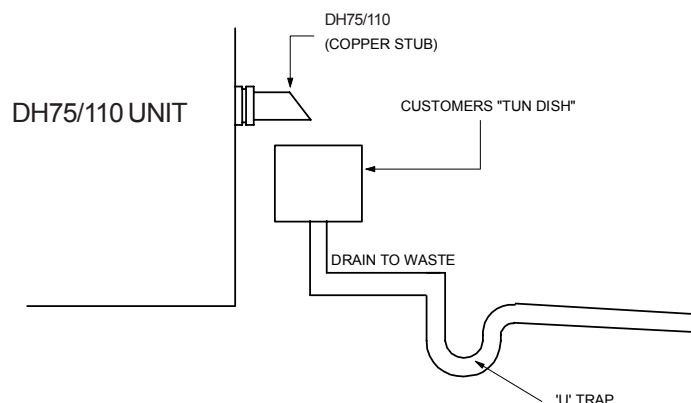 DH75/110
(COPPER STUB)
DH75/110 UNIT
CUSTOMERS "TUN DISH"
DRAIN TO WASTE
'U' TRAP